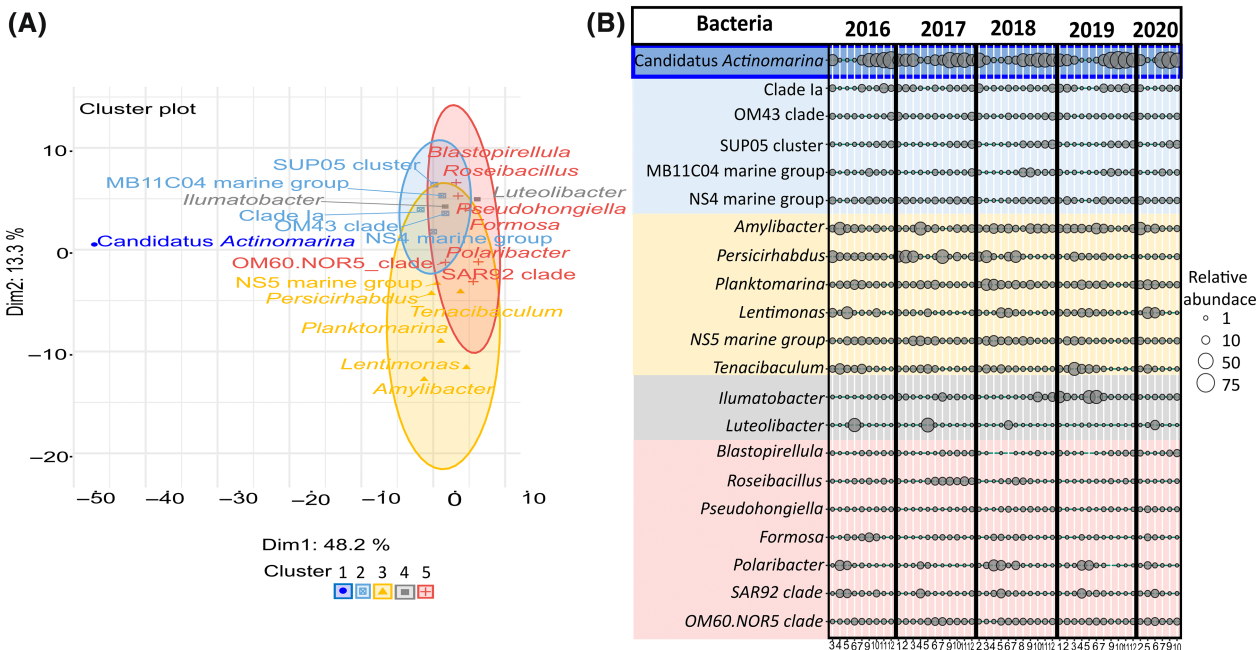 (A)
Cluster plot
Dim2: 13.3 %
10
0
−10
−20
Blastopirellula
SUP05 cluster
Roseibacillus
MB11C04 marine group
Luteolibacter
Ilumatobacter
Pseudohongiella
Clade Ia
Formosa
OM43 clade
Candidatus Actinomarina
NS4 marine group
Polaribacter
OM60.NOR5_clade
SAR92 clade
NS5 marine group
Persicirhabdus
Tenacibaculum
Planktomarina
Lentimonas
Amylibacter
−50 −40 −30 −20 −10 0 10
Dim1: 48.2 %
Cluster 1 2 3 4 5
(B)
Bacteria 2016 2017 2018 2019 2020
Candidatus Actinomarina
Clade Ia
OM43 clade
SUP05 cluster
MB11C04 marine group
NS4 marine group
Amylibacter
Persicirhabdus
Planktomarina
Lentimonas
NS5 marine group
Tenacibaculum
Ilumatobacter
Luteolibacter
Blastopirellula
Roseibacillus
Pseudohongiella
Formosa
Polaribacter
SAR92 clade
OM60.NOR5 clade
Relative
abundace
1
10
50
75